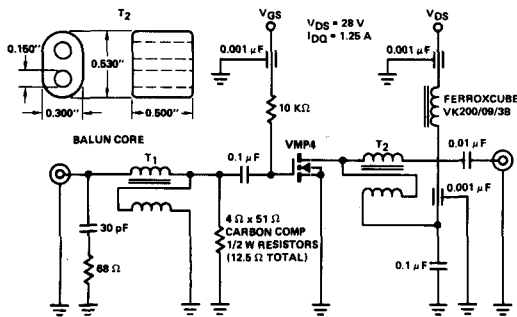 T2
0.150"
0.530"
0.300"
0.500"
BALUN CORE
VGS
0.001 µF
10 KΩ
VDS = 28 V
IDQ = 1.25 A
VDS
0.001 µF
FERROXCUBE
VK200/09/3B
T1
0.1 µF
VMP4
T2
0.01 µF
0.001 µF
30 pF
68 Ω
4 Ω x 51 Ω
CARBON COMP
1/2 W RESISTORS
(12.5 Ω TOTAL)
0.1 µF